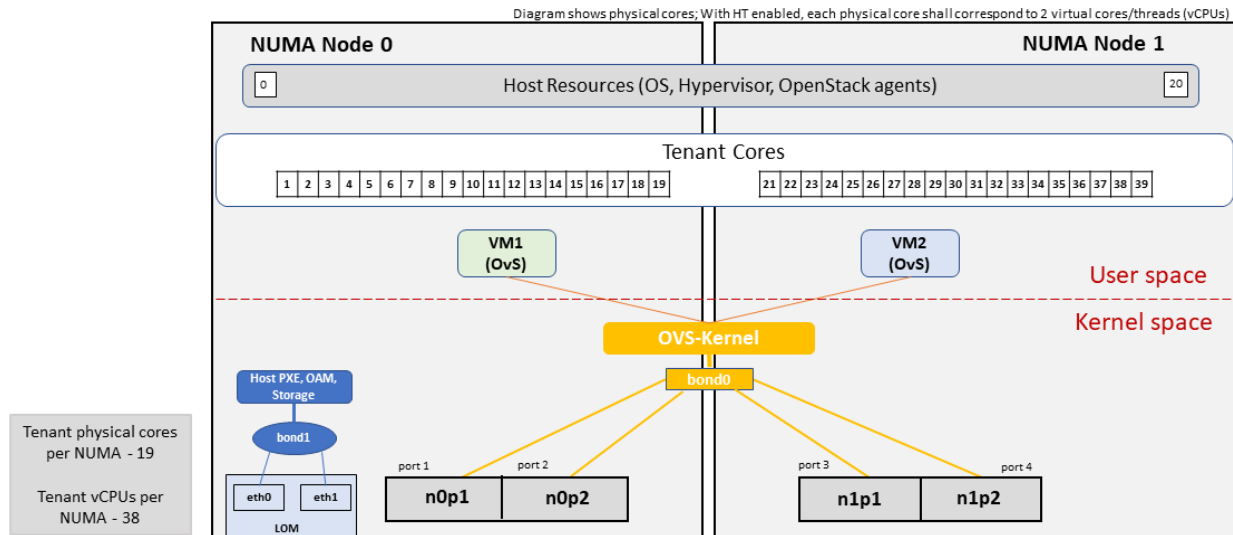 Diagram shows physical cores; With HT enabled, each physical core shall correspond to 2 virtual cores/threads (vCPUs)
NUMA Node 0
NUMA Node 1
0
Host Resources (OS, Hypervisor, OpenStack agents)
20
Tenant Cores
1 2 3 4 5 6 7 8 9 10 11 12 13 14 15 16 17 18 19
21 22 23 24 25 26 27 28 29 30 31 32 33 34 35 36 37 38 39
VM1
(OvS)
VM2
(OvS)
User space
Kernel space
OVS-Kernel
bond0
Host PXE, OAM,
Storage
bond1
eth0
eth1
LOM
Tenant physical cores
per NUMA - 19
Tenant vCPUs per
NUMA - 38
port 1
port 2
n0p1
n0p2
port 3
port 4
n1p1
n1p2